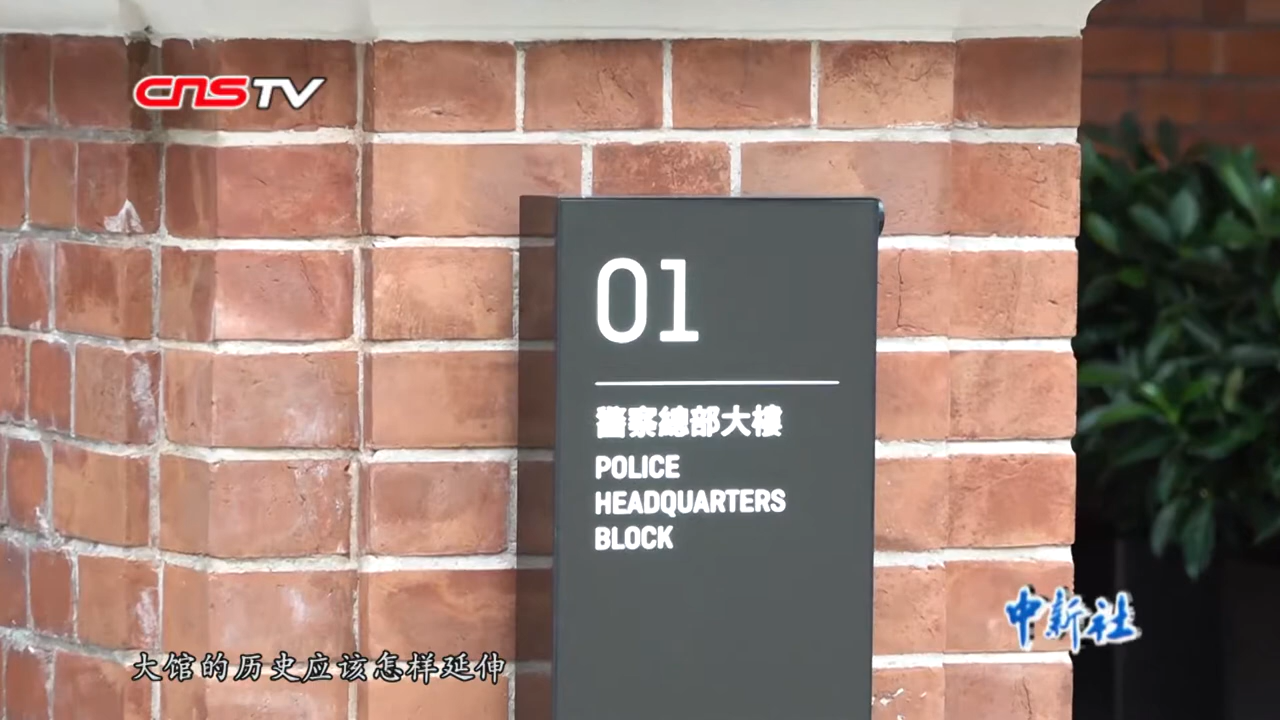 CNSTV
01
警察總部大樓
POLICE
HEADQUARTERS
BLOCK
中新社
大馆的历史应该怎样延伸